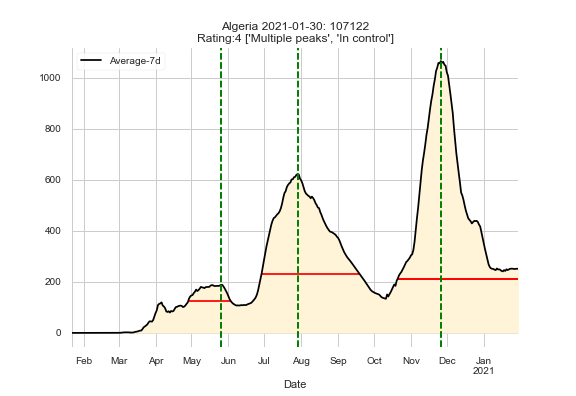 Algeria 2021-01-30: 107122
Rating:4 ['Multiple peaks', 'In control']
Average-7d
1000
800
600
400
200
0
Feb Mar Apr May Jun Jul Aug Sep Oct Nov Dec Jan
2021
Date